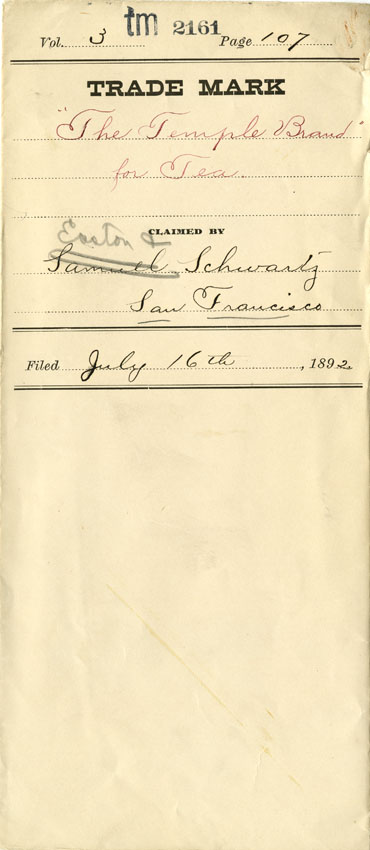 tm 2161
Vol. 3 Page 107
TRADE MARK
"The Temple Brand"
for Tea.
CLAIMED BY
Easton &
Samuel Schwartz
San Francisco
Filed July 16th, 1892